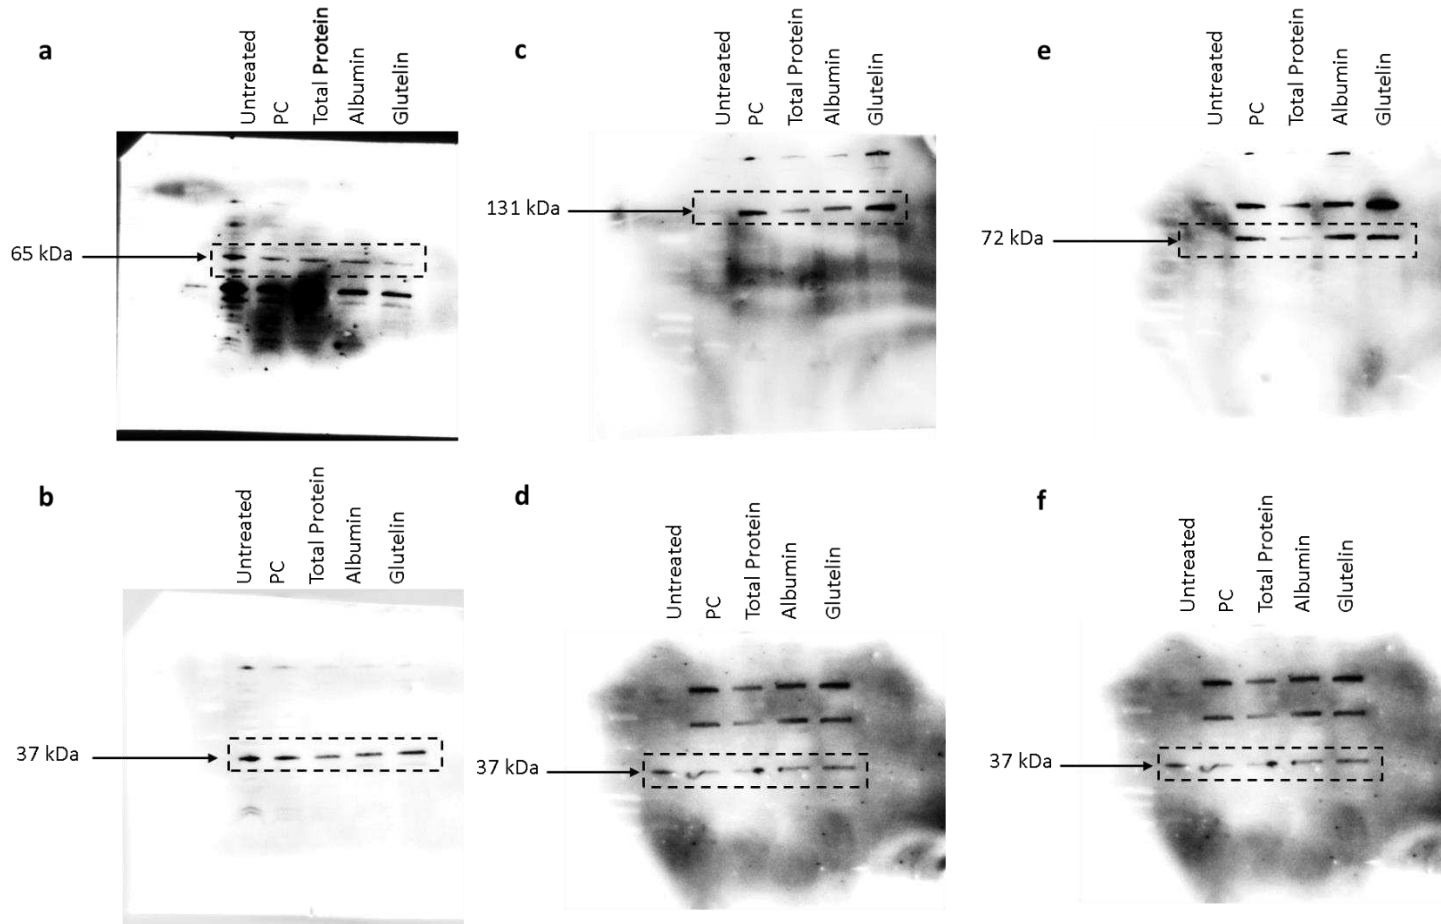 a
Untreated
PC
Total Protein
Albumin
Glutelin
65 kDa
c
Untreated
PC
Total Protein
Albumin
Glutelin
131 kDa
e
Untreated
PC
Total Protein
Albumin
Glutelin
72 kDa
b
Untreated
PC
Total Protein
Albumin
Glutelin
37 kDa
d
Untreated
PC
Total Protein
Albumin
Glutelin
37 kDa
f
Untreated
PC
Total Protein
Albumin
Glutelin
37 kDa